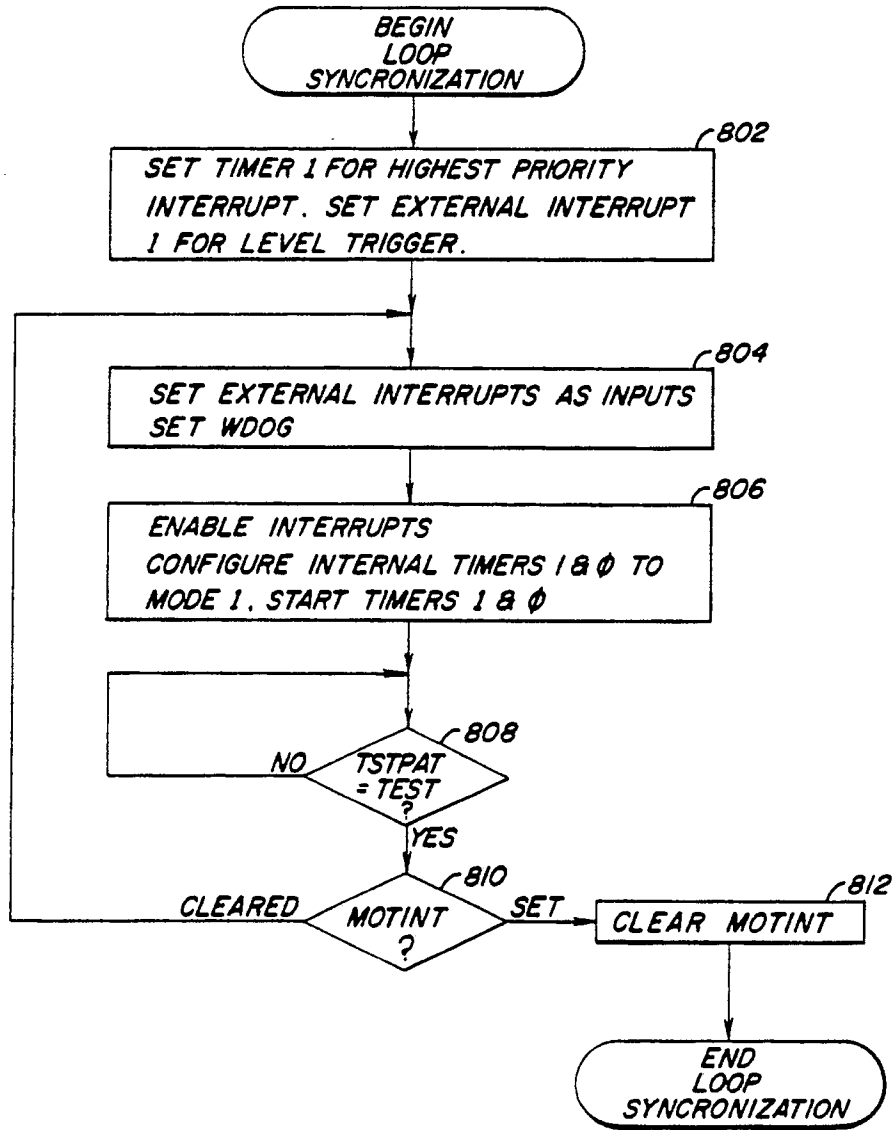 BEGIN
LOOP
SYNCRONIZATION
802
SET TIMER 1 FOR HIGHEST PRIORITY
INTERRUPT. SET EXTERNAL INTERRUPT
1 FOR LEVEL TRIGGER.
804
SET EXTERNAL INTERRUPTS AS INPUTS
SET WDOG
806
ENABLE INTERRUPTS
CONFIGURE INTERNAL TIMERS 1 & φ TO
MODE 1. START TIMERS 1 & φ
808
NO
TSTPAT
= TEST
?
YES
810
CLEARED
MOTINT
?
SET
812
CLEAR MOTINT
END
LOOP
SYNCRONIZATION